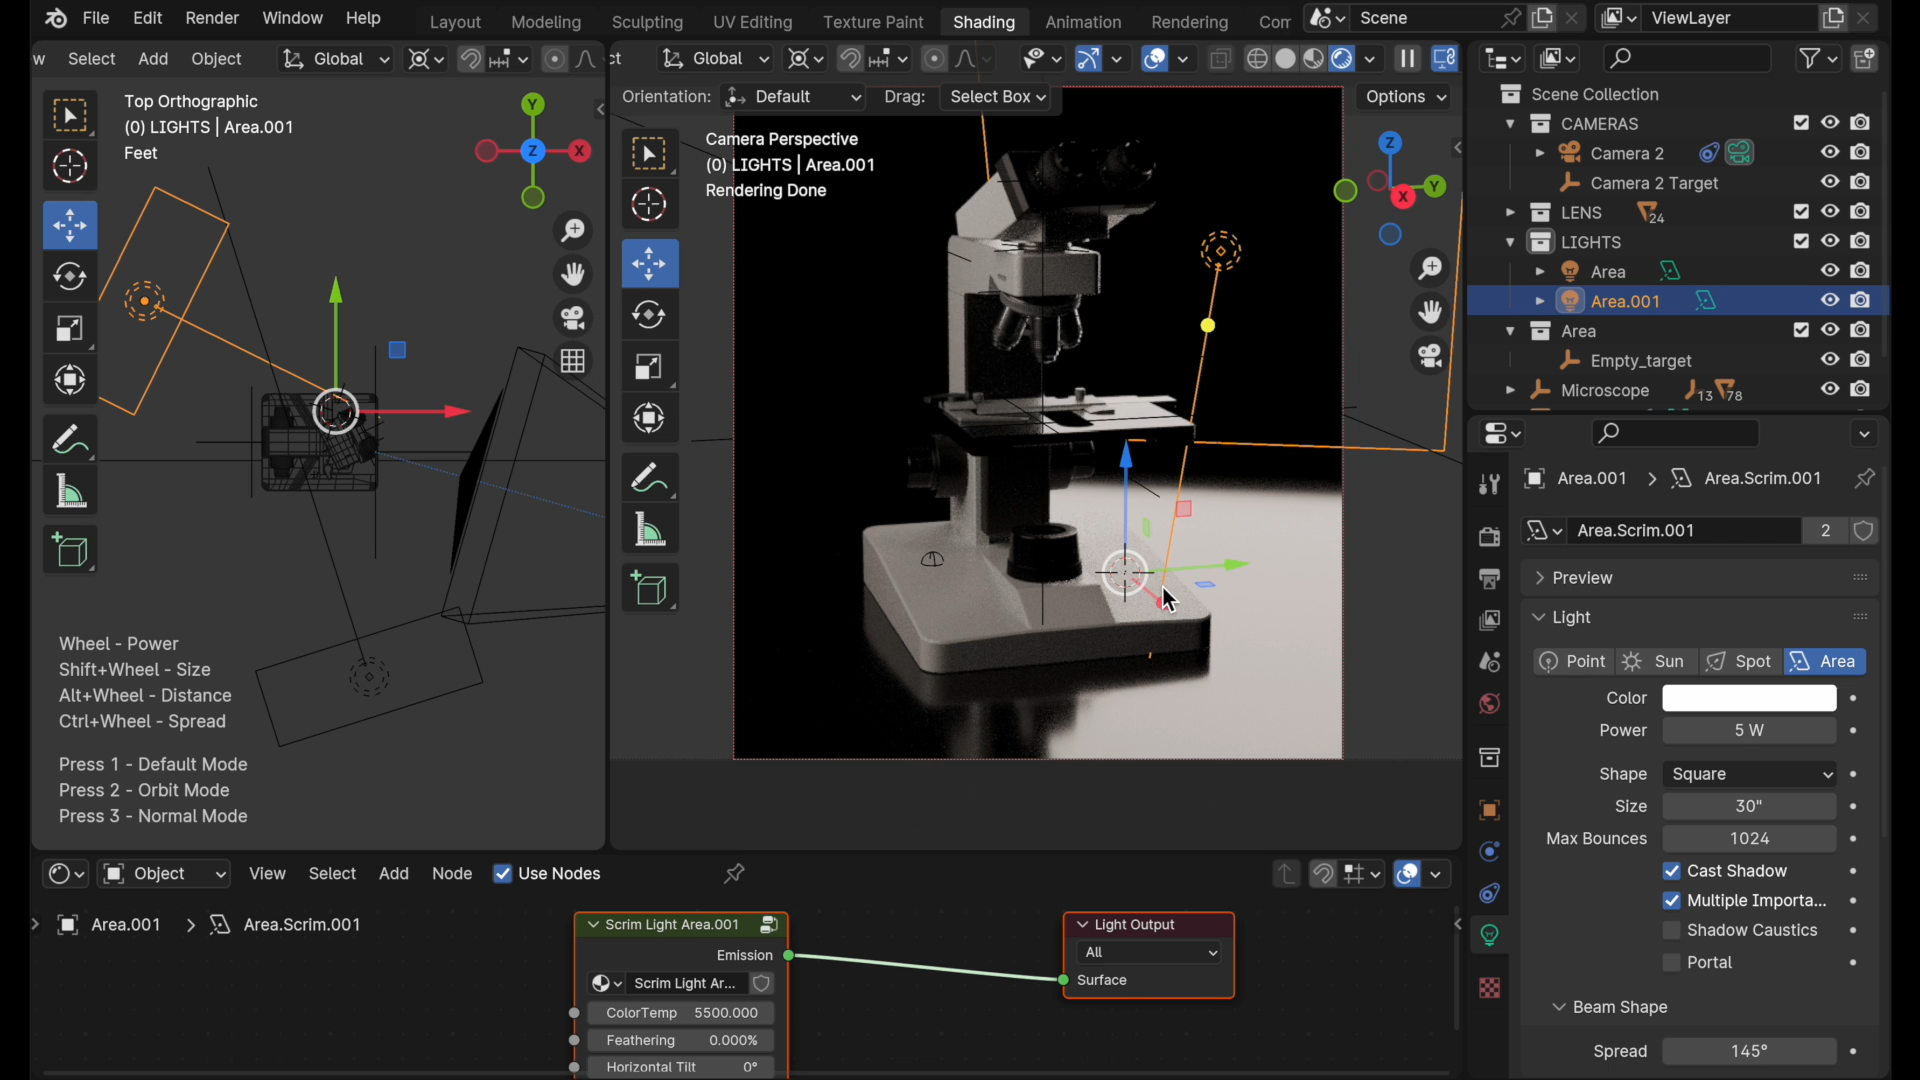 File Edit Render Window Help
Layout Modeling Sculpting UV Editing Texture Paint Shading Animation Rendering Con
Scene
ViewLayer
w Select Add Object Global
ct Global
Orientation: Default Drag: Select Box Options
Top Orthographic
(0) LIGHTS | Area.001
Feet
Y
Z
X
Wheel - Power
Shift+Wheel - Size
Alt+Wheel - Distance
Ctrl+Wheel - Spread
Press 1 - Default Mode
Press 2 - Orbit Mode
Press 3 - Normal Mode
Camera Perspective
(0) LIGHTS | Area.001
Rendering Done
Z
Y
X
Scene Collection
CAMERAS
Camera 2
Camera 2 Target
LENS 24
LIGHTS
Area
Area.001
Area
Empty_target
Microscope 13 78
Area.001 > Area.Scrim.001
Area.Scrim.001 2
Preview
Light
Point Sun Spot Area
Color
Power 5 W
Shape Square
Size 30"
Max Bounces 1024
Cast Shadow
Multiple Importa...
Shadow Caustics
Portal
Beam Shape
Spread 145°
Object View Select Add Node Use Nodes
Area.001 > Area.Scrim.001
Scrim Light Area.001
Emission
Scrim Light Ar...
ColorTemp 5500.000
Feathering 0.000%
Horizontal Tilt 0°
Light Output
All
Surface